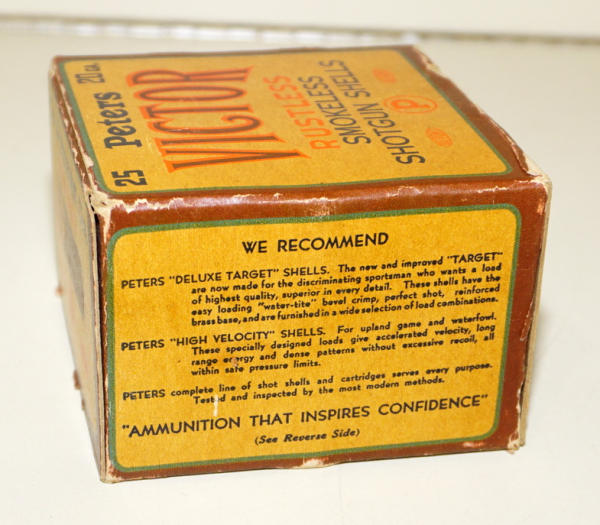 25 Peters 20 GA.
VICTOR
RUSTLESS
SMOKELESS
SHOTGUN SHELLS
P
WE RECOMMEND
PETERS "DELUXE TARGET" SHELLS. The new and improved "TARGET"
are now made for the discriminating sportsman who wants a load
of highest quality, superior in every detail. These shells have the
easy loading "water-tite" bevel crimp, perfect shot, reinforced
brass base, and are furnished in a wide selection of load combinations.
PETERS "HIGH VELOCITY" SHELLS. For upland game and waterfowl.
These specially designed loads give accelerated velocity, long
range energy and dense patterns without excessive recoil, all
within safe pressure limits.
PETERS complete line of shot shells and cartridges serves every purpose.
Tested and inspected by the most modern methods.
"AMMUNITION THAT INSPIRES CONFIDENCE"
(See Reverse Side)